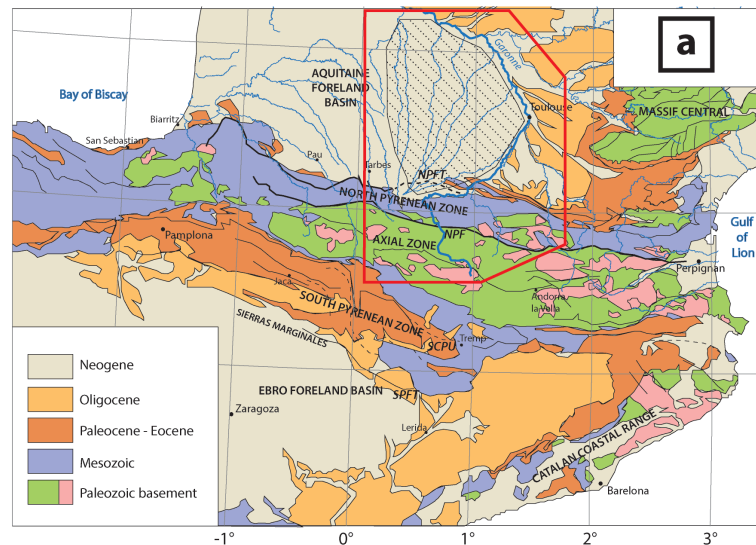 a
Bay of Biscay
AQUITAINE
FORELAND
BASIN
Garonne
Toulouse
MASSIF CENTRAL
Biarritz
San Sebastian
Pau
Tarbes
NPFT
NORTH PYRENEAN ZONE
NPF
AXIAL ZONE
Gulf
of
Lion
Perpignan
Pamplona
Jaca
Andorra
la Vella
SOUTH PYRENEAN ZONE
SIERRAS MARGINALES
SCPU
Tremp
EBRO FORELAND BASIN
SPFT
Zaragoza
Lerida
CATALAN COASTAL RANGE
Barelona
Neogene
Oligocene
Paleocene - Eocene
Mesozoic
Paleozoic basement
-1°
0°
1°
2°
3°